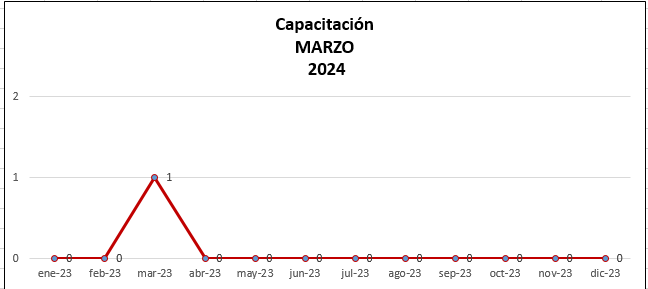 Capacitación
MARZO
2024
2
1
0
1
0 0 0 0 0 0 0 0 0 0 0
ene-23 feb-23 mar-23 abr-23 may-23 jun-23 jul-23 ago-23 sep-23 oct-23 nov-23 dic-23